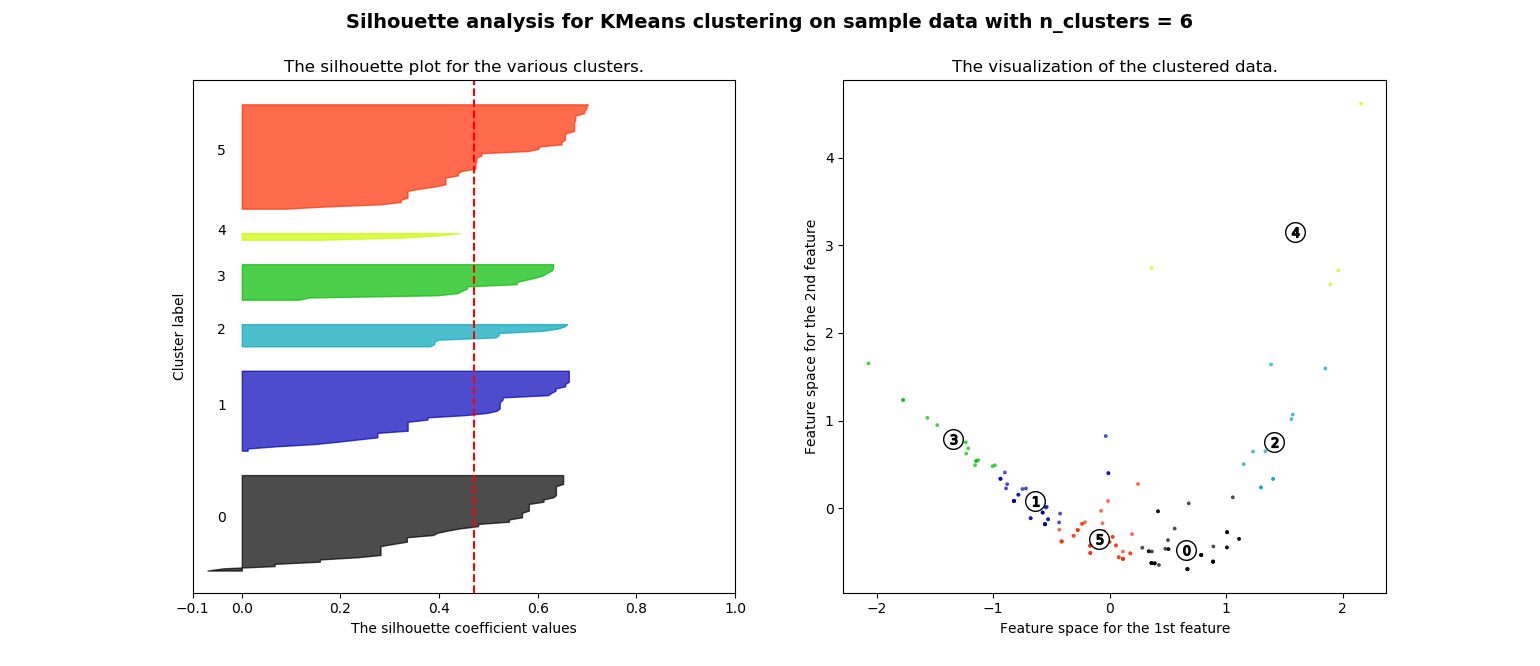 Silhouette analysis for KMeans clustering on sample data with n_clusters = 6
The silhouette plot for the various clusters.
5
4
3
2
1
0
Cluster label
−0.1 0.0 0.2 0.4 0.6 0.8 1.0
The silhouette coefficient values
The visualization of the clustered data.
4
3
2
1
0
Feature space for the 2nd feature
4
3
2
1
5
0
−2 −1 0 1 2
Feature space for the 1st feature